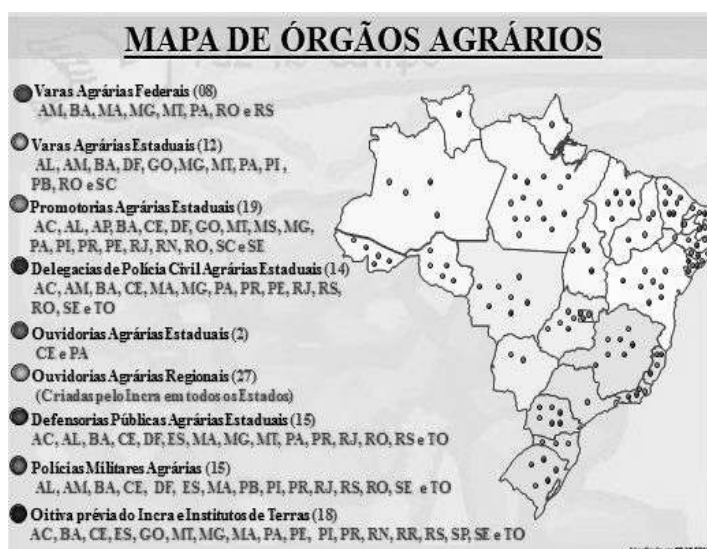 MAPA DE ÓRGÃOS AGRÁRIOS
Varas Agrárias Federais (08)
AM, BA, MA, MG, MT, PA, RO e RS
Varas Agrárias Estaduais (12)
AL, AM, BA, DF, GO,MG, MT, PA, PI ,
PB, RO e SC
Promotorias Agrárias Estaduais (19)
AC, AL, AP, BA, CE, DF, GO, MT, MS, MG,
PA, PI, PR, PE, RJ, RN, RO, SC e SE
Delegacias de Polícia Civil Agrárias Estaduais (14)
AC, AM, BA, CE, MA, MG, PA, PR, PE, RJ, RS,
RO, SE e TO
Ouvidorias Agrárias Estaduais (2)
CE e PA
Ouvidorias Agrárias Regionais (27)
(Criadas pelo Incra em todos os Estados)
Defensorias Públicas Agrárias Estaduais (15)
AC, AL, BA, CE, DF, ES, MA, MG, MT, PA, PR, RJ, RO, RS e TO
Polícias Militares Agrárias (15)
AL, AM, BA, CE, DF, ES, MA, PB, PI, PR,RJ, RS, RO, SE e TO
Oitiva prévia do Incra e Institutos de Terras (18)
AC, BA, CE, ES, GO, MT, MG, MA, PA, PE, PI, PR, RN, RR, RS, SP, SE e TO